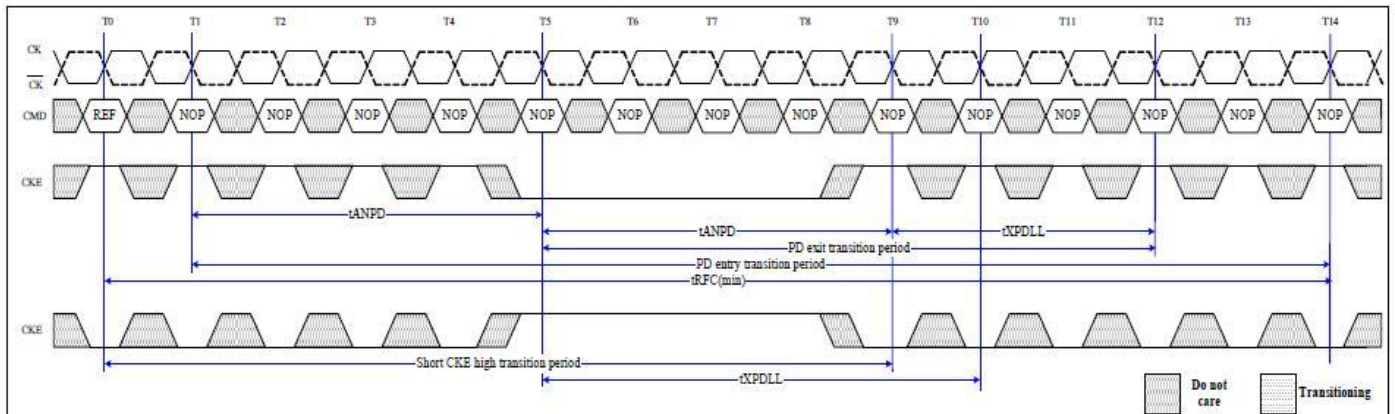 T0 T1 T2 T3 T4 T5 T6 T7 T8 T9 T10 T11 T12 T13 T14
CK
CK
CMD REF NOP NOP NOP NOP NOP NOP NOP NOP NOP NOP NOP NOP NOP NOP
CKE
tANPD
tANPD tXPDLL
PD exit transition period
PD entry transition period
tRFC(min)
CKE
Short CKE high transition period
tXPDLL
Do not care
Transitioning